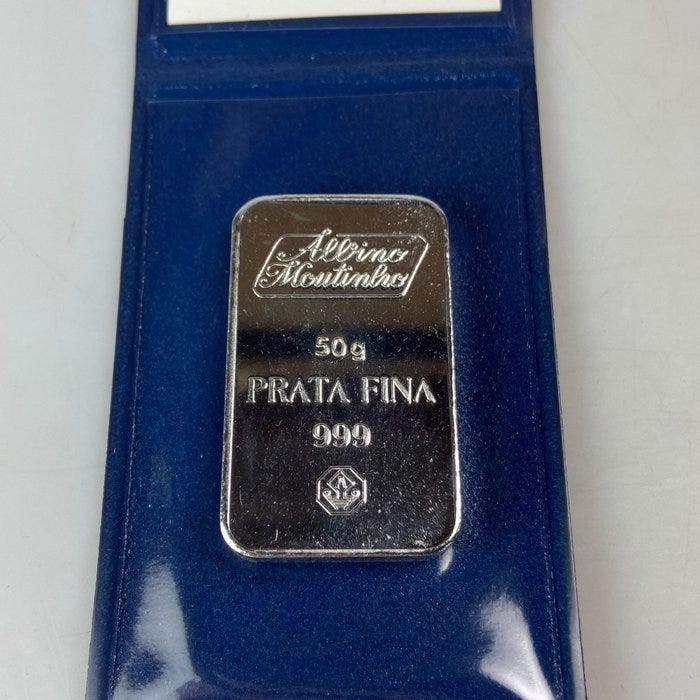 Albino
Moutinho
50g
PRATA FINA
999